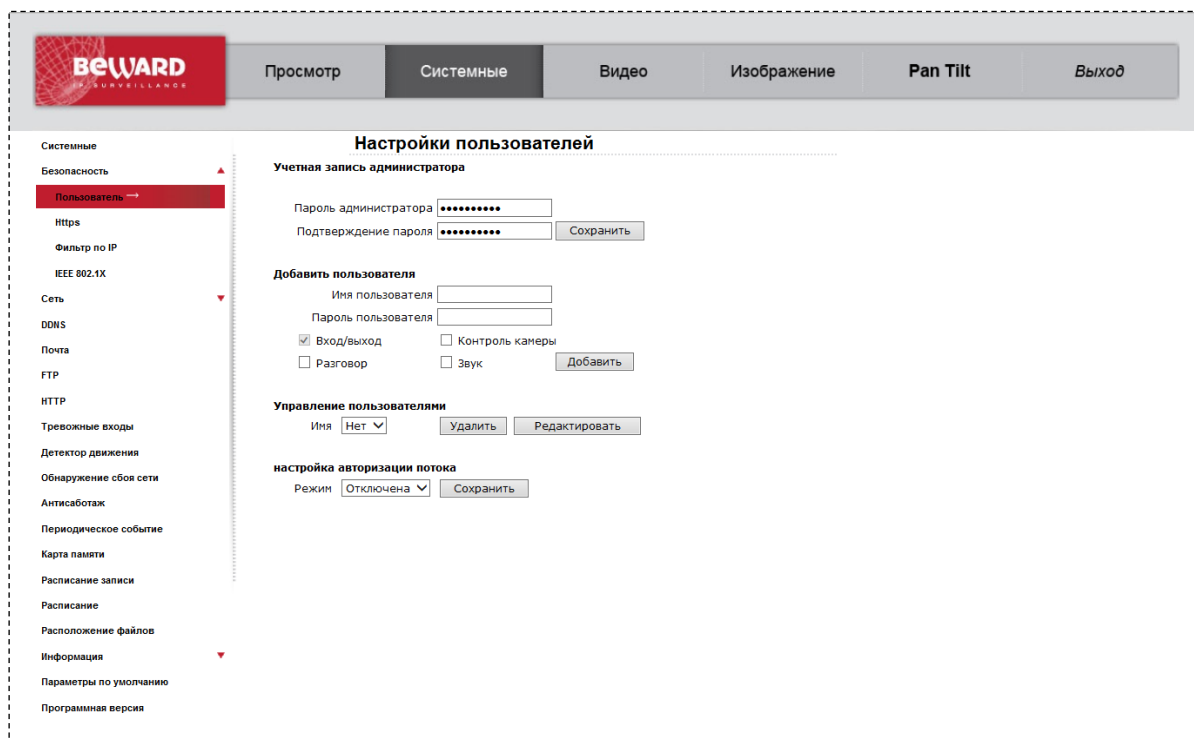 BEWARD
IP SURVEILLANCE
Просмотр
Системные
Видео
Изображение
Pan Tilt
Выход
Системные
Безопасность
Пользователь →
Https
Фильтр по IP
IEEE 802.1X
Сеть
DDNS
Почта
FTP
HTTP
Тревожные входы
Детектор движения
Обнаружение сбоя сети
Антисаботаж
Периодическое событие
Карта памяти
Расписание записи
Расписание
Расположение файлов
Информация
Параметры по умолчанию
Программная версия
Настройки пользователей
Учетная запись администратора
Пароль администратора ••••••••••
Подтверждение пароля •••••••••• Сохранить
Добавить пользователя
Имя пользователя
Пароль пользователя
Вход/выход Контроль камеры
Разговор Звук Добавить
Управление пользователями
Имя Нет Удалить Редактировать
настройка авторизации потока
Режим Отключена Сохранить